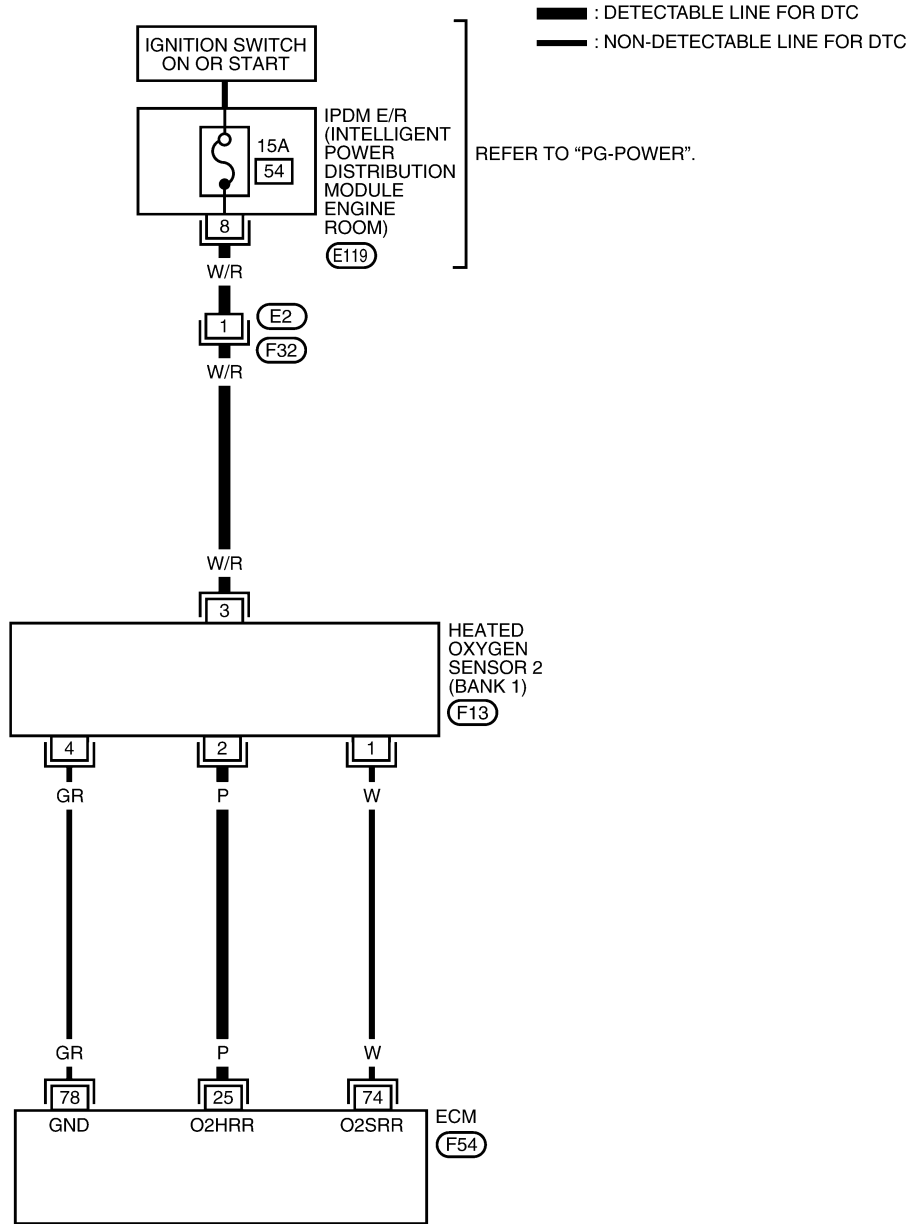 : DETECTABLE LINE FOR DTC
: NON-DETECTABLE LINE FOR DTC
IGNITION SWITCH
ON OR START
IPDM E/R
(INTELLIGENT
POWER
DISTRIBUTION
MODULE
ENGINE
ROOM)
E119
15A
54
REFER TO “PG-POWER”.
8
W/R
1
E2
F32
W/R
W/R
3
HEATED
OXYGEN
SENSOR 2
(BANK 1)
F13
4 2 1
GR P W
GR P W
78 25 74
GND O2HRR O2SRR
ECM
F54